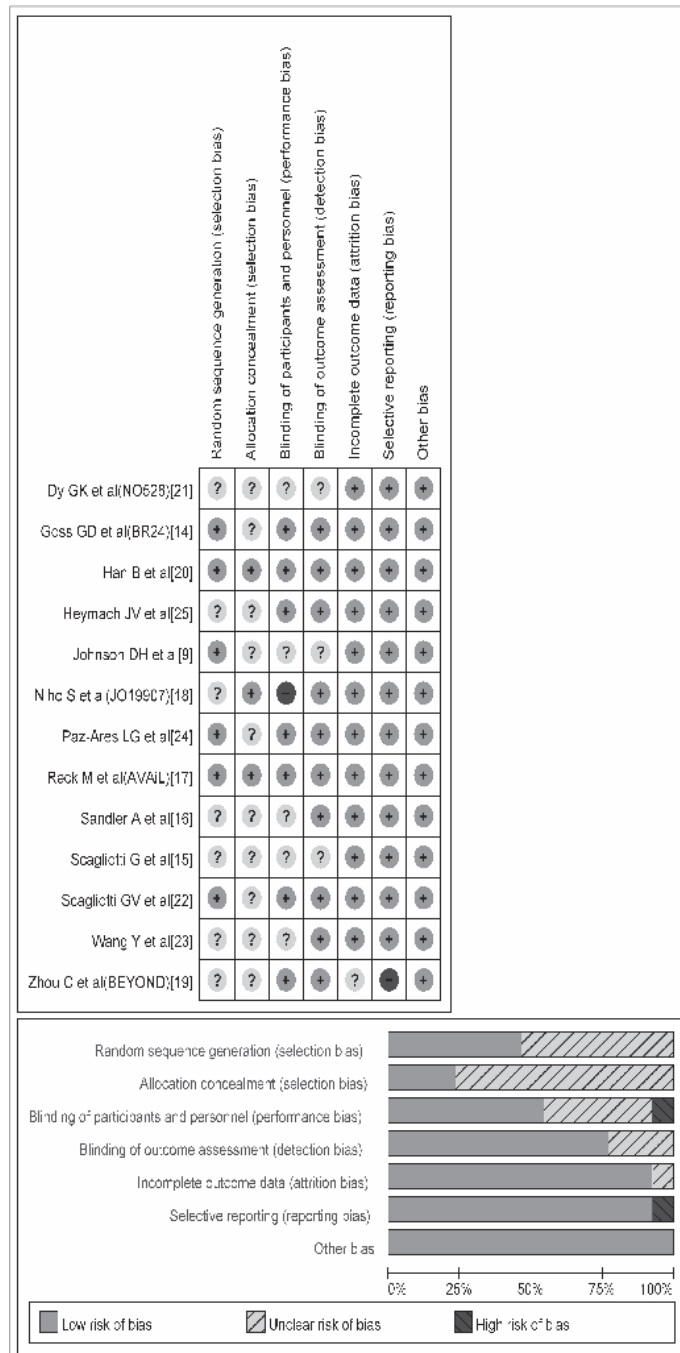 Random sequence generation (selection bias)
Allocation concealment (selection bias)
Blinding of participants and personnel (performance bias)
Blinding of outcome assessment (detection bias)
Incomplete outcome data (attrition bias)
Selective reporting (reporting bias)
Other bias
Dy GK et al(NO528)[21] ? ? ? ? + + +
Goss GD et al(BR24)[14] + ? + + + + +
Han B et al[20] + + + + + + +
Heymach JV et al[25] ? ? + + + + +
Johnson DH et a [9] + ? ? ? + + +
N ho S et a (JO19907)[18] ? + − + + + +
Paz-Ares LG et al[24] + ? + + + + +
Reck M et al(AVAiL)[17] + + + + + + +
Sandler A et al[16] ? ? ? + + + +
Scagliotti G et al[15] ? ? ? ? + + +
Scagliotti GV et al[22] + ? + + + + +
Wang Y et al[23] ? ? ? + + + +
Zhou C et al(BEYOND)[19] ? ? + + ? − +
Random sequence generation (selection bias)
Allocation concealment (selection bias)
Blinding of participants and personnel (performance bias)
Blinding of outcome assessment (detection bias)
Incomplete outcome data (attrition bias)
Selective reporting (reporting bias)
Other bias
0% 25% 50% 75% 100%
Low risk of bias Unclear risk of bias High risk of bias